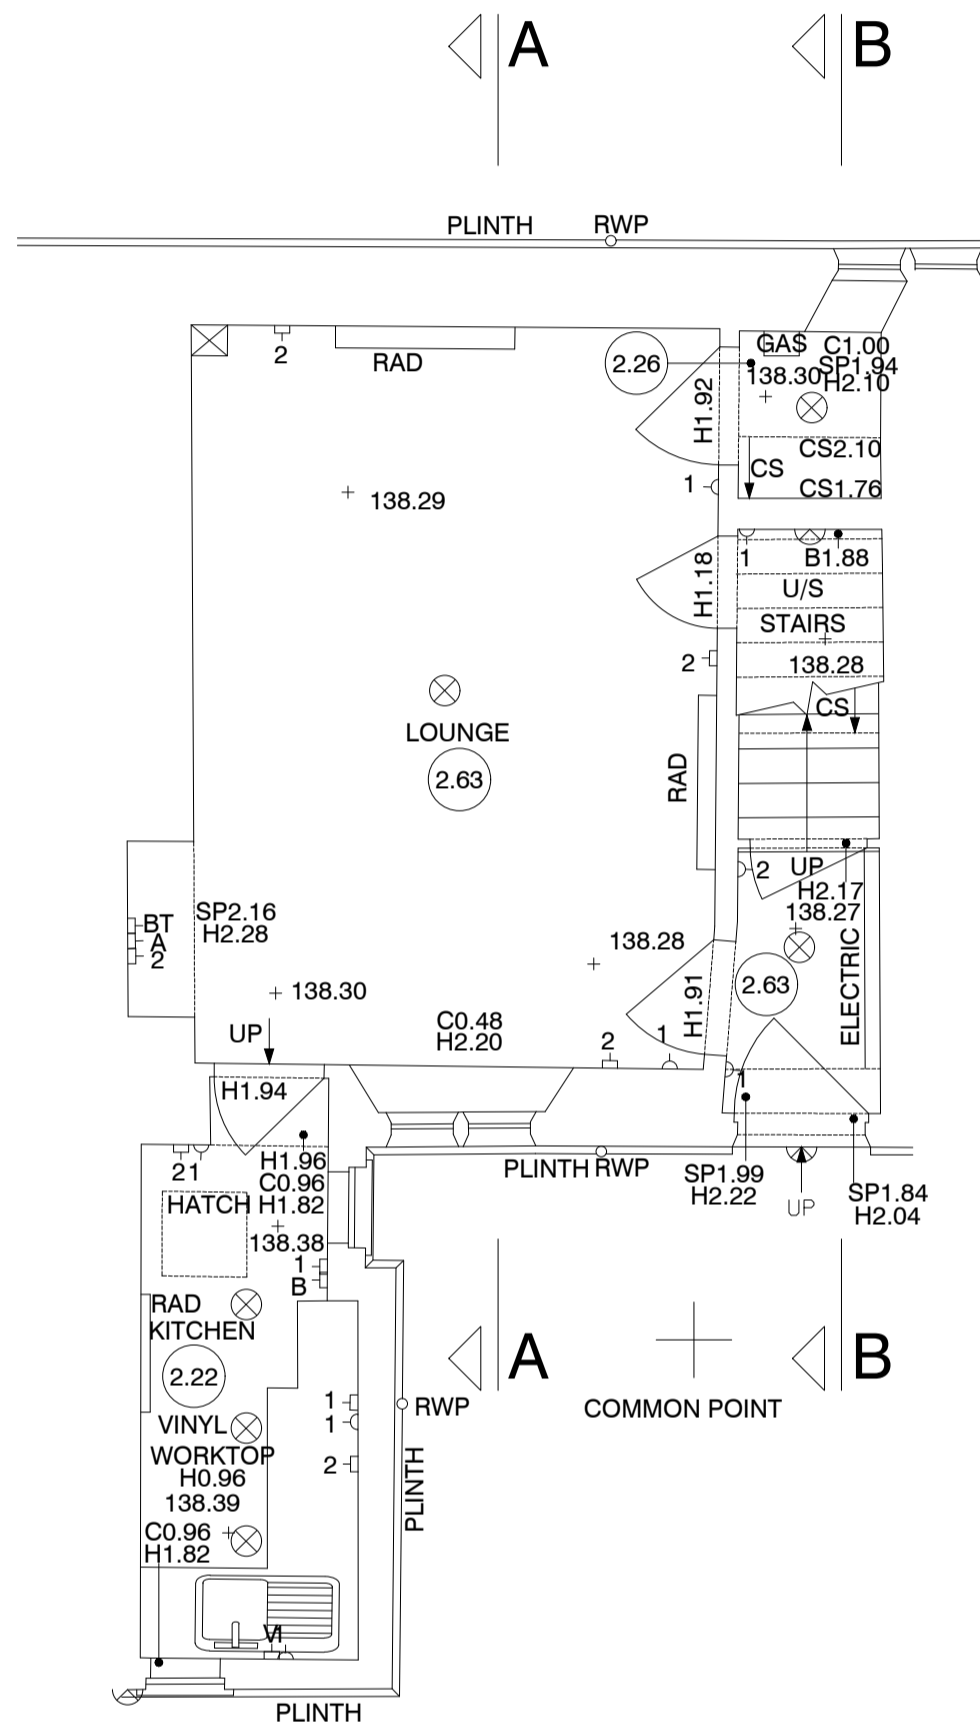 A
B
PLINTH
RWP
2
RAD
2.26
GAS
C1.00
SP1.94
138.30
H2.10
H1.92
CS2.10
CS
CS1.76
1
138.29
1
B1.88
H1.18
U/S
STAIRS
2
138.28
CS
LOUNGE
2.63
RAD
2
UP
H2.17
138.27
SP2.16
H2.28
BT
A
2
138.28
ELECTRIC
2.63
138.30
H1.91
C0.48
H2.20
UP
2
1
1
H1.94
21
H1.96
C0.96
HATCH
H1.82
138.38
PLINTH
RWP
SP1.99
H2.22
UP
SP1.84
H2.04
1
B
RAD
KITCHEN
2.22
A
B
COMMON POINT
1
1
RWP
VINYL
WORKTOP
H0.96
2
138.39
PLINTH
C0.96
H1.82
V1
PLINTH